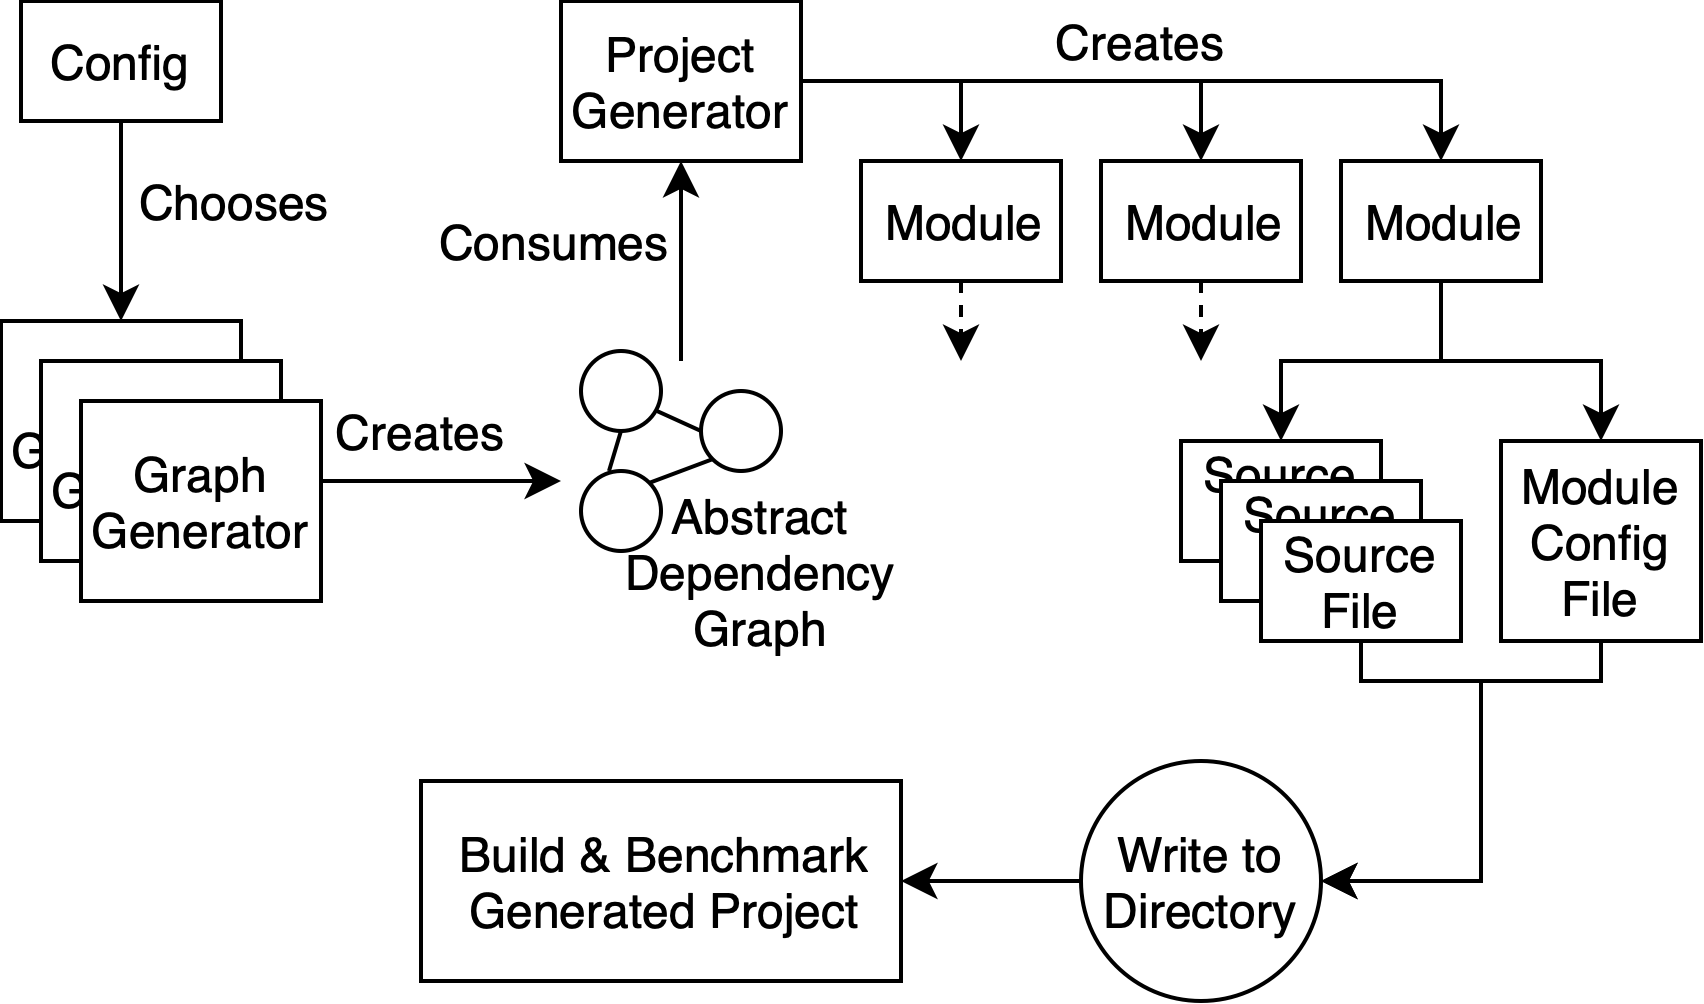 Config
Chooses
G
G
Graph
Generator
Creates
Abstract
Dependency
Graph
Consumes
Project
Generator
Creates
Module
Module
Module
Source
Source
Source
File
Module
Config
File
Write to
Directory
Build & Benchmark
Generated Project